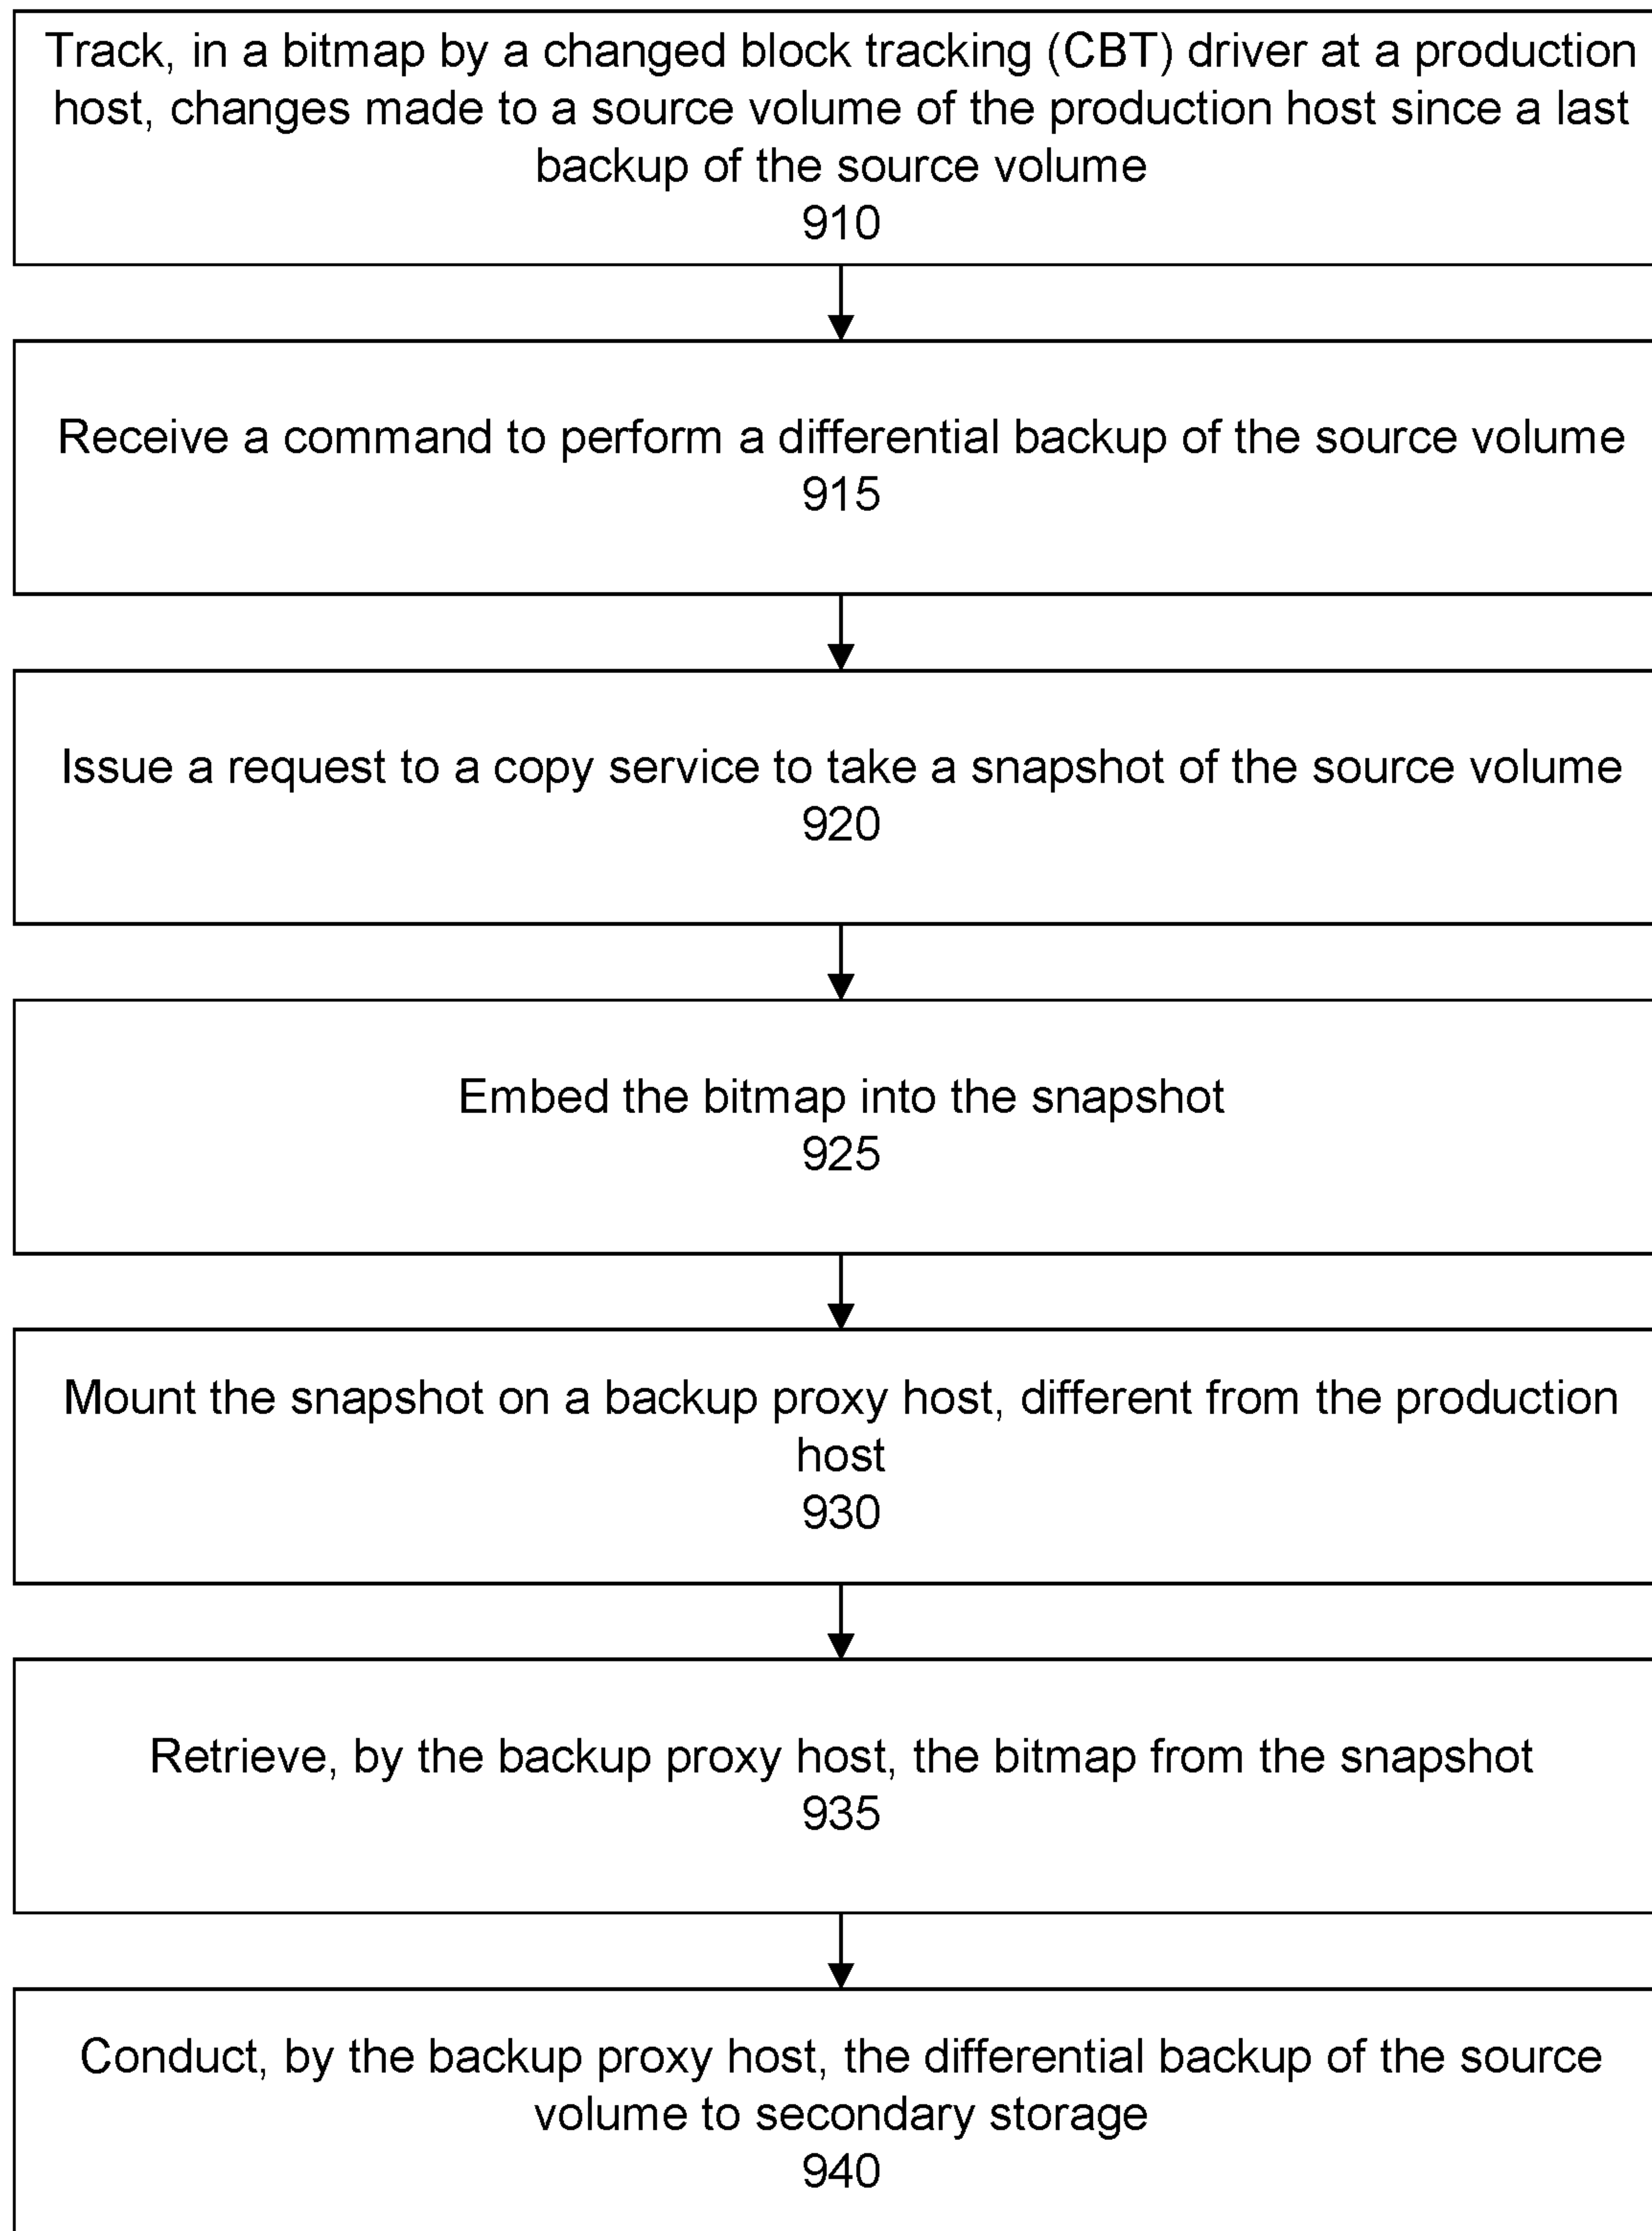 Track, in a bitmap by a changed block tracking (CBT) driver at a production
host, changes made to a source volume of the production host since a last
backup of the source volume
910
Receive a command to perform a differential backup of the source volume
915
Issue a request to a copy service to take a snapshot of the source volume
920
Embed the bitmap into the snapshot
925
Mount the snapshot on a backup proxy host, different from the production
host
930
Retrieve, by the backup proxy host, the bitmap from the snapshot
935
Conduct, by the backup proxy host, the differential backup of the source
volume to secondary storage
940